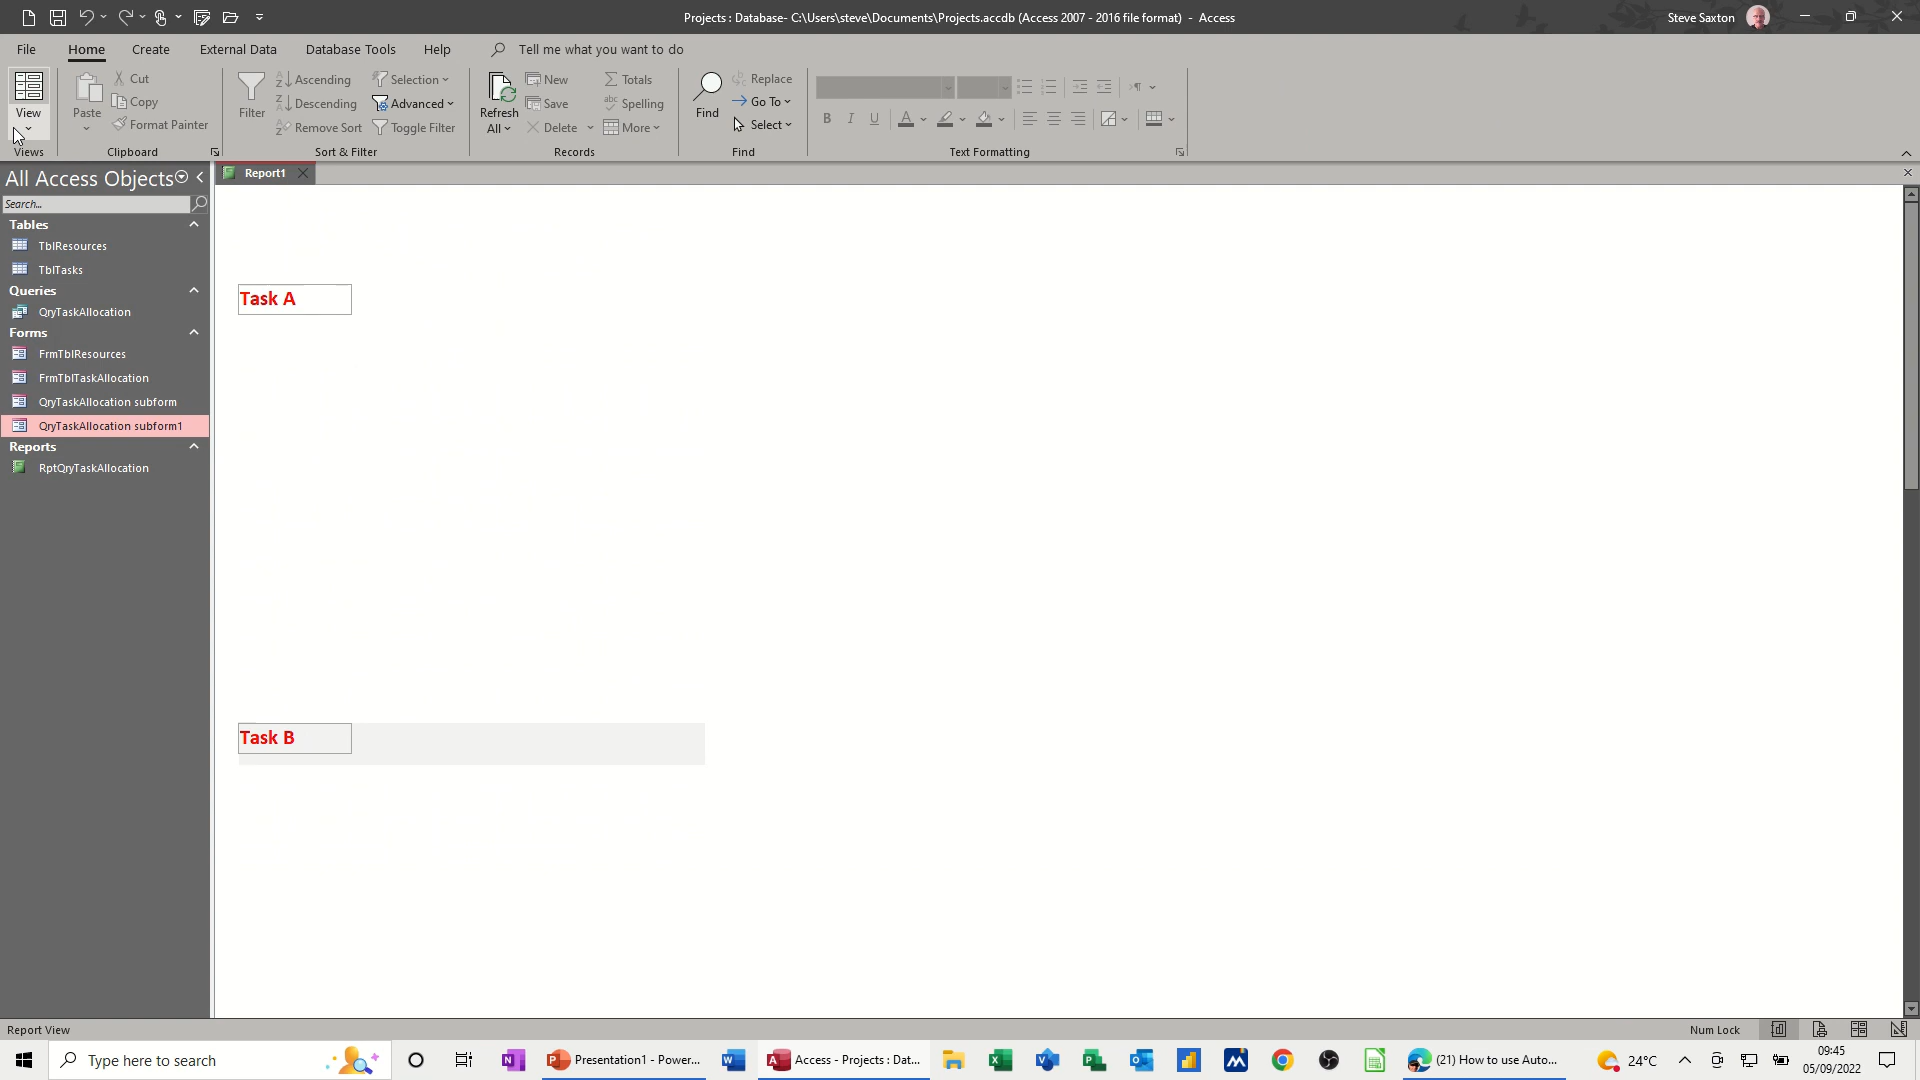 Projects : Database- C:\Users\steve\Documents\Projects.accdb (Access 2007 - 2016 file format) - Access
Steve Saxton
File Home Create External Data Database Tools Help Tell me what you want to do
View
Views
Paste
Cut
Copy
Format Painter
Clipboard
Filter
Ascending
Descending
Remove Sort
Selection
Advanced
Toggle Filter
Sort & Filter
Refresh
All
New
Save
Delete
Totals
Spelling
More
Records
Find
Replace
Go To
Select
Find
B I U
Text Formatting
All Access Objects
Search...
Tables
TblResources
TblTasks
Queries
QryTaskAllocation
Forms
FrmTblResources
FrmTblTaskAllocation
QryTaskAllocation subform
QryTaskAllocation subform1
Reports
RptQryTaskAllocation
Report1
Task A
Task B
Report View
Num Lock
Type here to search
Presentation1 - Power...
Access - Projects : Dat...
(21) How to use Auto...
24°C
09:45
05/09/2022